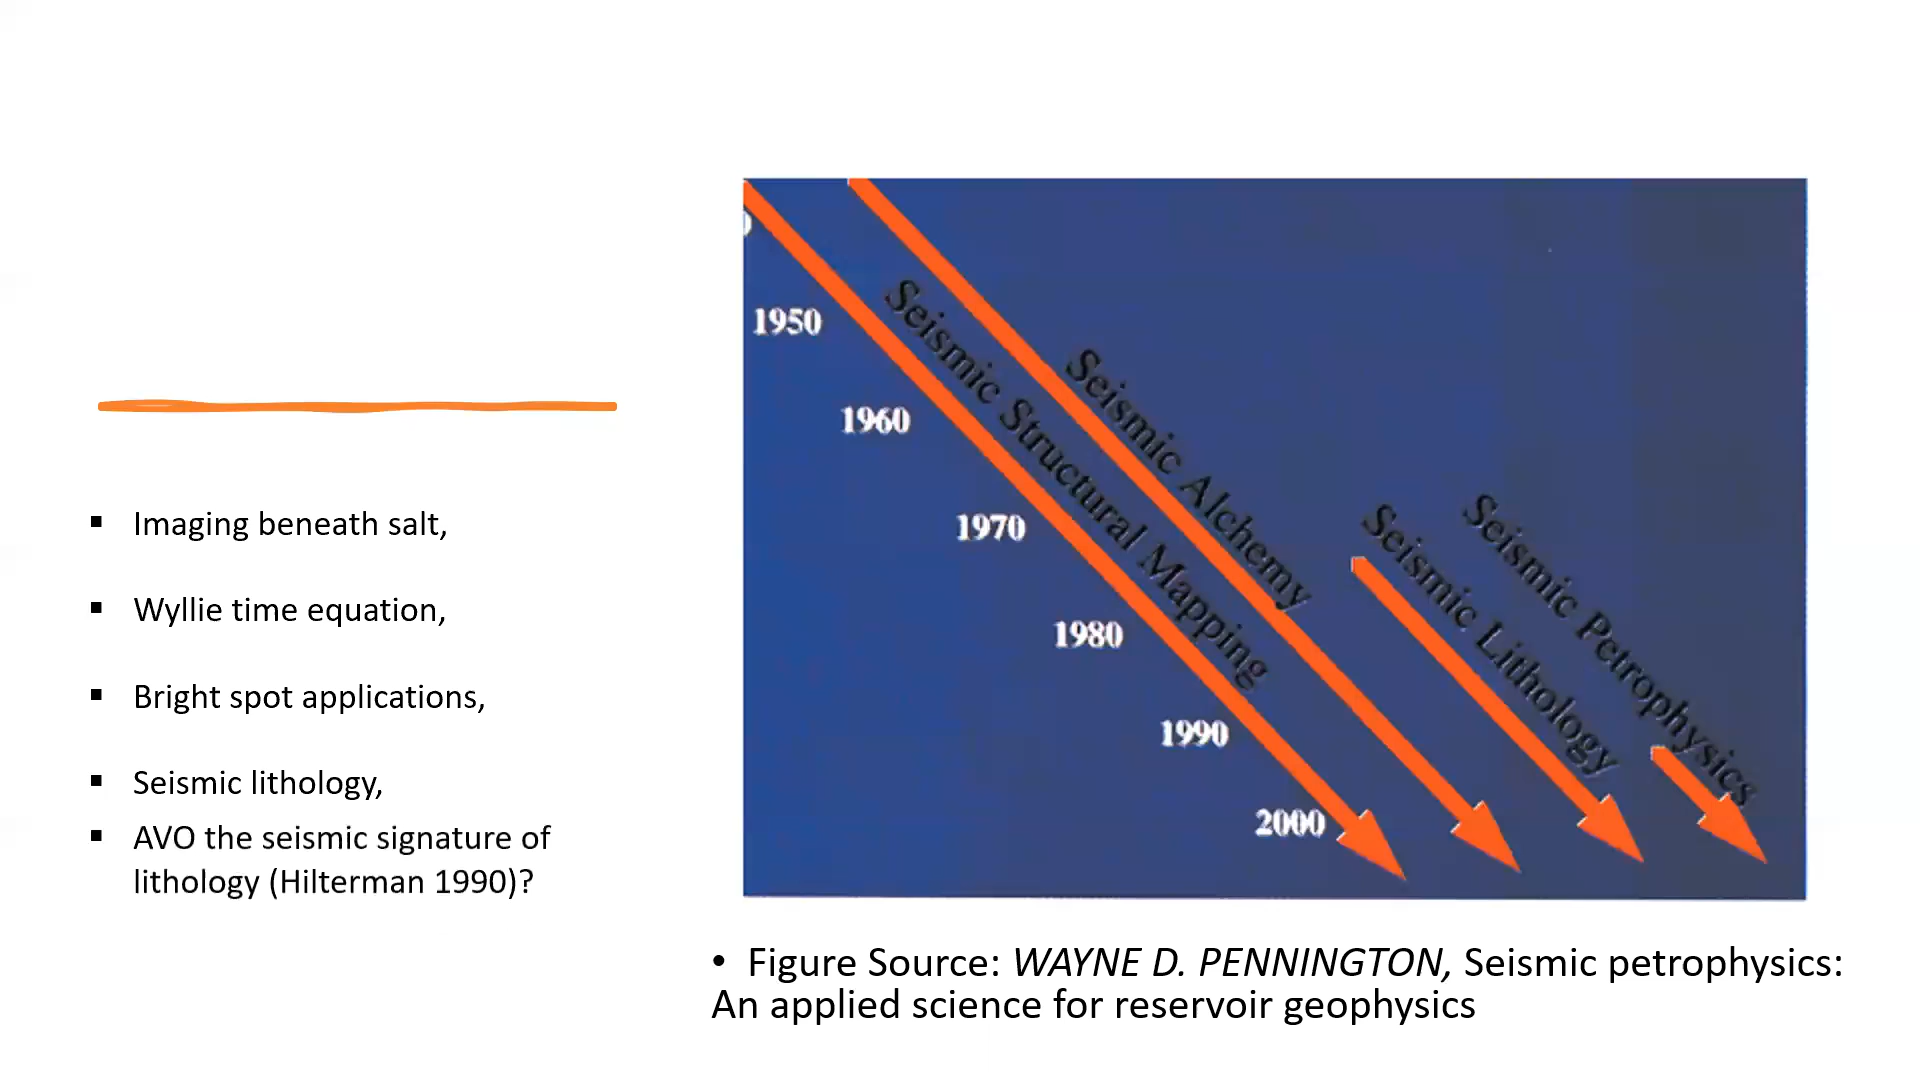 ▪ Imaging beneath salt,
▪ Wyllie time equation,
▪ Bright spot applications,
▪ Seismic lithology,
▪ AVO the seismic signature of
lithology (Hilterman 1990)?
1950
1960
1970
1980
1990
2000
Seismic Structural Mapping
Seismic Alchemy
Seismic Lithology
Seismic Petrophysics
• Figure Source: WAYNE D. PENNINGTON, Seismic petrophysics:
An applied science for reservoir geophysics